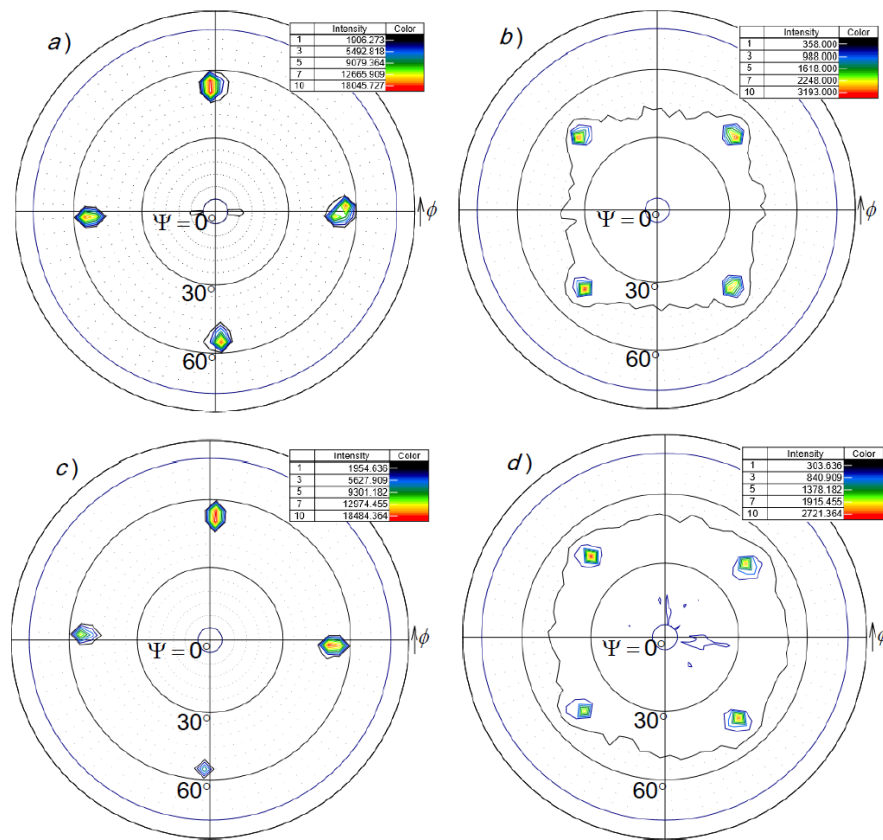 a)
Intensity Color
1 1906.273
3 5492.818
5 9079.364
7 12665.909
10 18045.727
Ψ = 0°
30°
60°
ϕ
b)
Intensity Color
1 358.000
3 988.000
5 1618.000
7 2248.000
10 3193.000
Ψ = 0°
30°
60°
ϕ
c)
Intensity Color
1 1954.636
3 5627.909
5 9301.182
7 12974.455
10 18484.364
Ψ = 0°
30°
60°
ϕ
d)
Intensity Color
1 303.636
3 840.909
5 1378.182
7 1915.455
10 2721.364
Ψ = 0°
30°
60°
ϕ